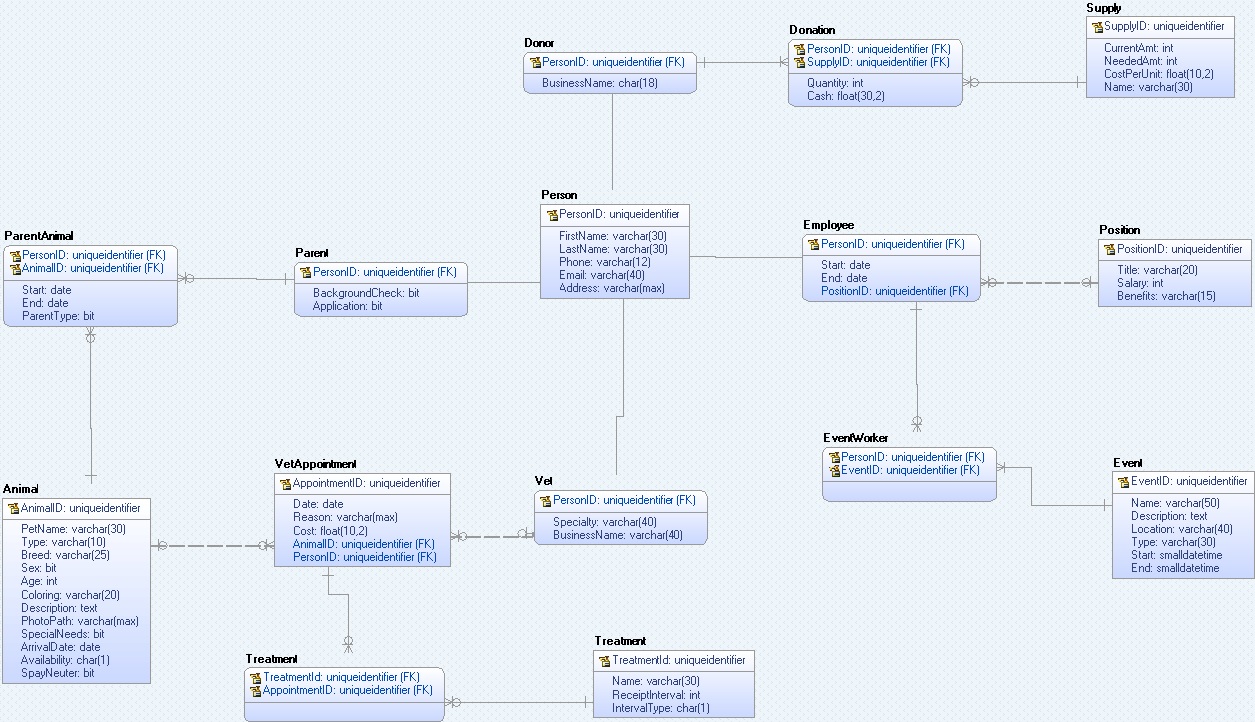 Supply
SupplyID: uniqueidentifier
CurrentAmt: int
NeededAmt: int
CostPerUnit: float(10,2)
Name: varchar(30)
Donation
PersonID: uniqueidentifier (FK)
SupplyID: uniqueidentifier (FK)
Quantity: int
Cash: float(30,2)
Donor
PersonID: uniqueidentifier (FK)
BusinessName: char(18)
Person
PersonID: uniqueidentifier
FirstName: varchar(30)
LastName: varchar(30)
Phone: varchar(12)
Email: varchar(40)
Address: varchar(max)
ParentAnimal
PersonID: uniqueidentifier (FK)
AnimalID: uniqueidentifier (FK)
Start: date
End: date
ParentType: bit
Parent
PersonID: uniqueidentifier (FK)
BackgroundCheck: bit
Application: bit
Employee
PersonID: uniqueidentifier (FK)
Start: date
End: date
PositionID: uniqueidentifier (FK)
Position
PositionID: uniqueidentifier
Title: varchar(20)
Salary: int
Benefits: varchar(15)
EventWorker
PersonID: uniqueidentifier (FK)
EventID: uniqueidentifier (FK)
Event
EventID: uniqueidentifier
Name: varchar(50)
Description: text
Location: varchar(40)
Type: varchar(30)
Start: smalldatetime
End: smalldatetime
Animal
AnimalID: uniqueidentifier
PetName: varchar(30)
Type: varchar(10)
Breed: varchar(25)
Sex: bit
Age: int
Coloring: varchar(20)
Description: text
PhotoPath: varchar(max)
SpecialNeeds: bit
ArrivalDate: date
Availability: char(1)
SpayNeuter: bit
VetAppointment
AppointmentID: uniqueidentifier
Date: date
Reason: varchar(max)
Cost: float(10,2)
AnimalID: uniqueidentifier (FK)
PersonID: uniqueidentifier (FK)
Vet
PersonID: uniqueidentifier (FK)
Specialty: varchar(40)
BusinessName: varchar(40)
Treatment
TreatmentId: uniqueidentifier (FK)
AppointmentID: uniqueidentifier (FK)
Treatment
TreatmentId: uniqueidentifier
Name: varchar(30)
ReceiptInterval: int
IntervalType: char(1)